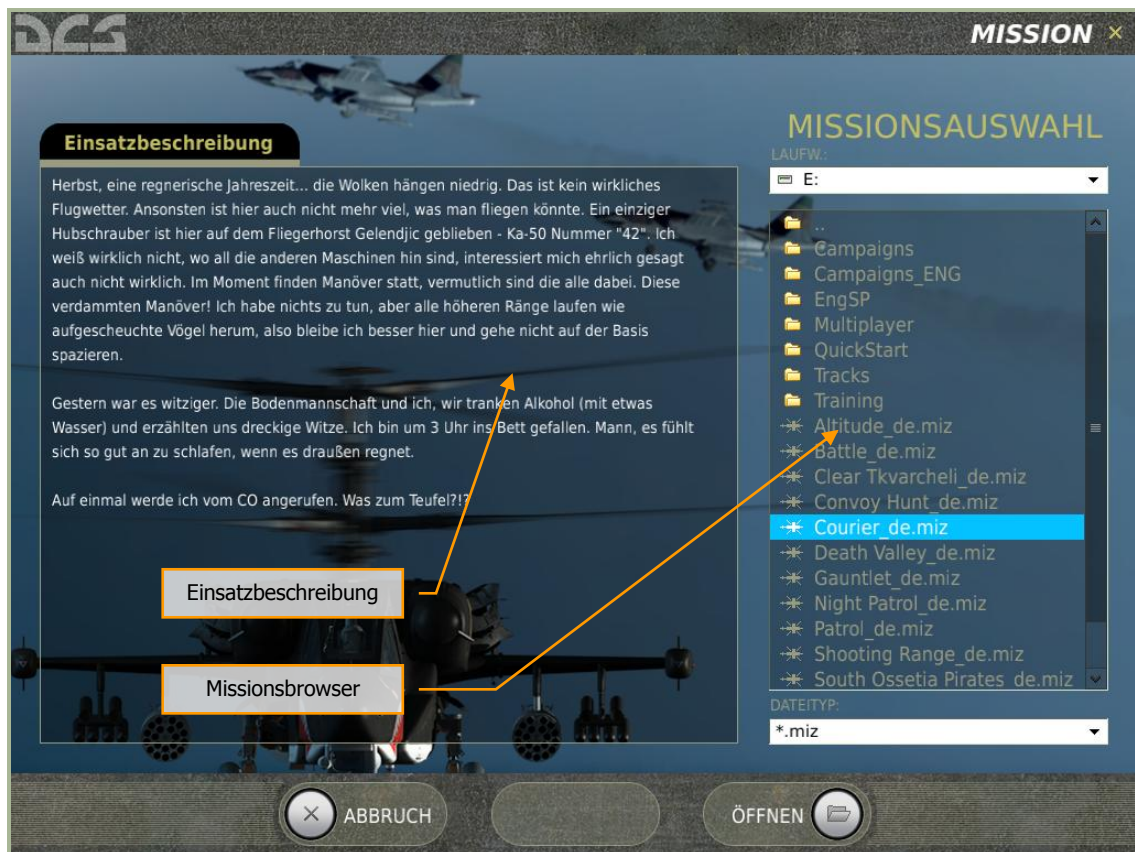 DCS
MISSION
MISSIONSAUSWAHL
Einsatzbeschreibung
LAUFW.:
E:
Herbst, eine regnerische Jahreszeit... die Wolken hängen niedrig. Das ist kein wirkliches
Flugwetter. Ansonsten ist hier auch nicht mehr viel, was man fliegen könnte. Ein einziger
Hubschrauber ist hier auf dem Fliegerhorst Gelendjic geblieben - Ka-50 Nummer "42". Ich
weiß wirklich nicht, wo all die anderen Maschinen hin sind, interessiert mich ehrlich gesagt
auch nicht wirklich. Im Moment finden Manöver statt, vermutlich sind die alle dabei. Diese
verdammten Manöver! Ich habe nichts zu tun, aber alle höheren Ränge laufen wie
aufgescheuchte Vögel herum, also bleibe ich besser hier und gehe nicht auf der Basis
spazieren.
Gestern war es witziger. Die Bodenmannschaft und ich, wir tranken Alkohol (mit etwas
Wasser) und erzählten uns dreckige Witze. Ich bin um 3 Uhr ins Bett gefallen. Mann, es fühlt
sich so gut an zu schlafen, wenn es draußen regnet.
Auf einmal werde ich vom CO angerufen. Was zum Teufel?!?
Einsatzbeschreibung
Missionsbrowser
..
Campaigns
Campaigns_ENG
EngSP
Multiplayer
QuickStart
Tracks
Training
Altitude_de.miz
Battle_de.miz
Clear Tkvarcheli_de.miz
Convoy Hunt_de.miz
Courier_de.miz
Death Valley_de.miz
Gauntlet_de.miz
Night Patrol_de.miz
Patrol_de.miz
Shooting Range_de.miz
South Ossetia Pirates_de.miz
DATEITYP:
*.miz
ABBRUCH
ÖFFNEN